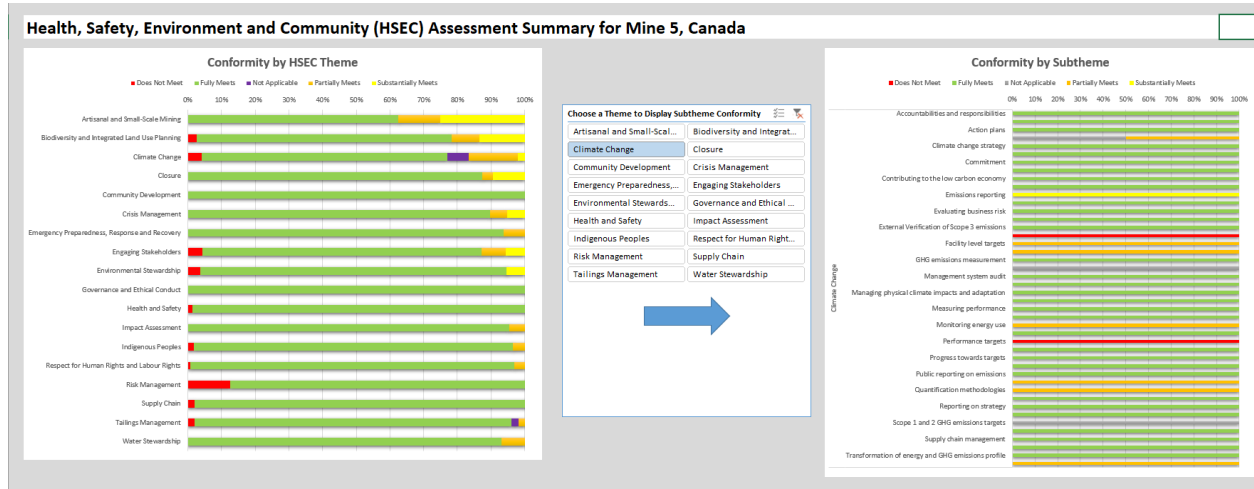 Health, Safety, Environment and Community (HSEC) Assessment Summary for Mine 5, Canada
Conformity by HSEC Theme
Does Not Meet Fully Meets Not Applicable Partially Meets Substantially Meets
0% 10% 20% 30% 40% 50% 60% 70% 80% 90% 100%
Artisanal and Small-Scale Mining
Biodiversity and Integrated Land Use Planning
Climate Change
Closure
Community Development
Crisis Management
Emergency Preparedness, Response and Recovery
Engaging Stakeholders
Environmental Stewardship
Governance and Ethical Conduct
Health and Safety
Impact Assessment
Indigenous Peoples
Respect for Human Rights and Labour Rights
Risk Management
Supply Chain
Tailings Management
Water Stewardship
Choose a Theme to Display Subtheme Conformity
Artisanal and Small-Scal... Biodiversity and Integrat...
Climate Change Closure
Community Development Crisis Management
Emergency Preparedness,... Engaging Stakeholders
Environmental Stewards... Governance and Ethical ...
Health and Safety Impact Assessment
Indigenous Peoples Respect for Human Right...
Risk Management Supply Chain
Tailings Management Water Stewardship
Conformity by Subtheme
Does Not Meet Fully Meets Not Applicable Partially Meets Substantially Meets
0% 10% 20% 30% 40% 50% 60% 70% 80% 90% 100%
Climate Change
Accountabilities and responsibilities
Action plans
Climate change strategy
Commitment
Contributing to the low carbon economy
Emissions reporting
Evaluating business risk
External Verification of Scope 3 emissions
Facility level targets
GHG emissions measurement
Management system audit
Managing physical climate impacts and adaptation
Measuring performance
Monitoring energy use
Performance targets
Progress towards targets
Public reporting on emissions
Quantification methodologies
Reporting on strategy
Scope 1 and 2 GHG emissions targets
Supply chain management
Transformation of energy and GHG emissions profile